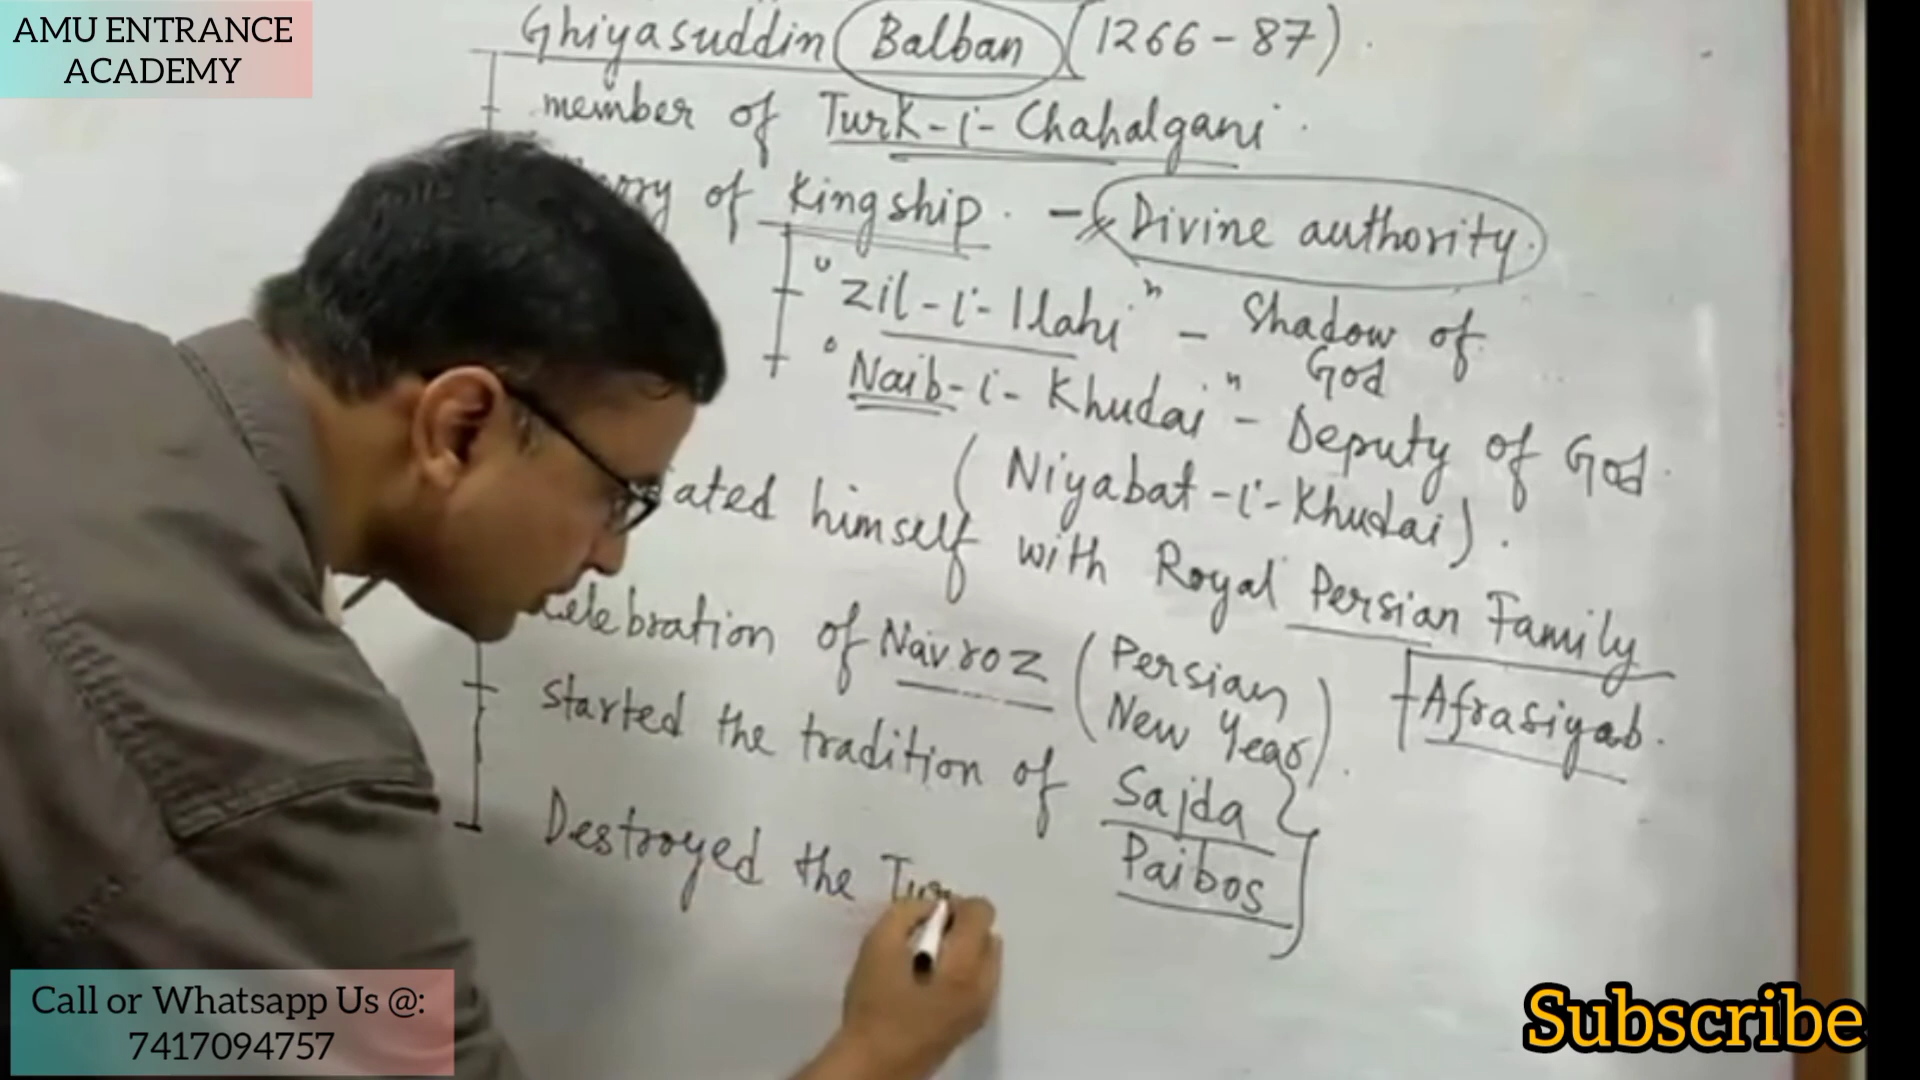 AMU ENTRANCE
ACADEMY
Ghiyasuddin Balban (1266-87).
member of Turk-i-Chahalgani.
of Kingship. - Divine authority.
"Zil-i-Ilahi" - Shadow of
God
"Naib-i-Khudai" - Deputy of God.
(Niyabat-i-Khudai).
himself with Royal Persian Family
Afrasiyab.
Celebration of Navroz (Persian
New Year).
started the tradition of Sajda
Paibos
Destroyed the Tur
Call or Whatsapp Us @:
7417094757
Subscribe